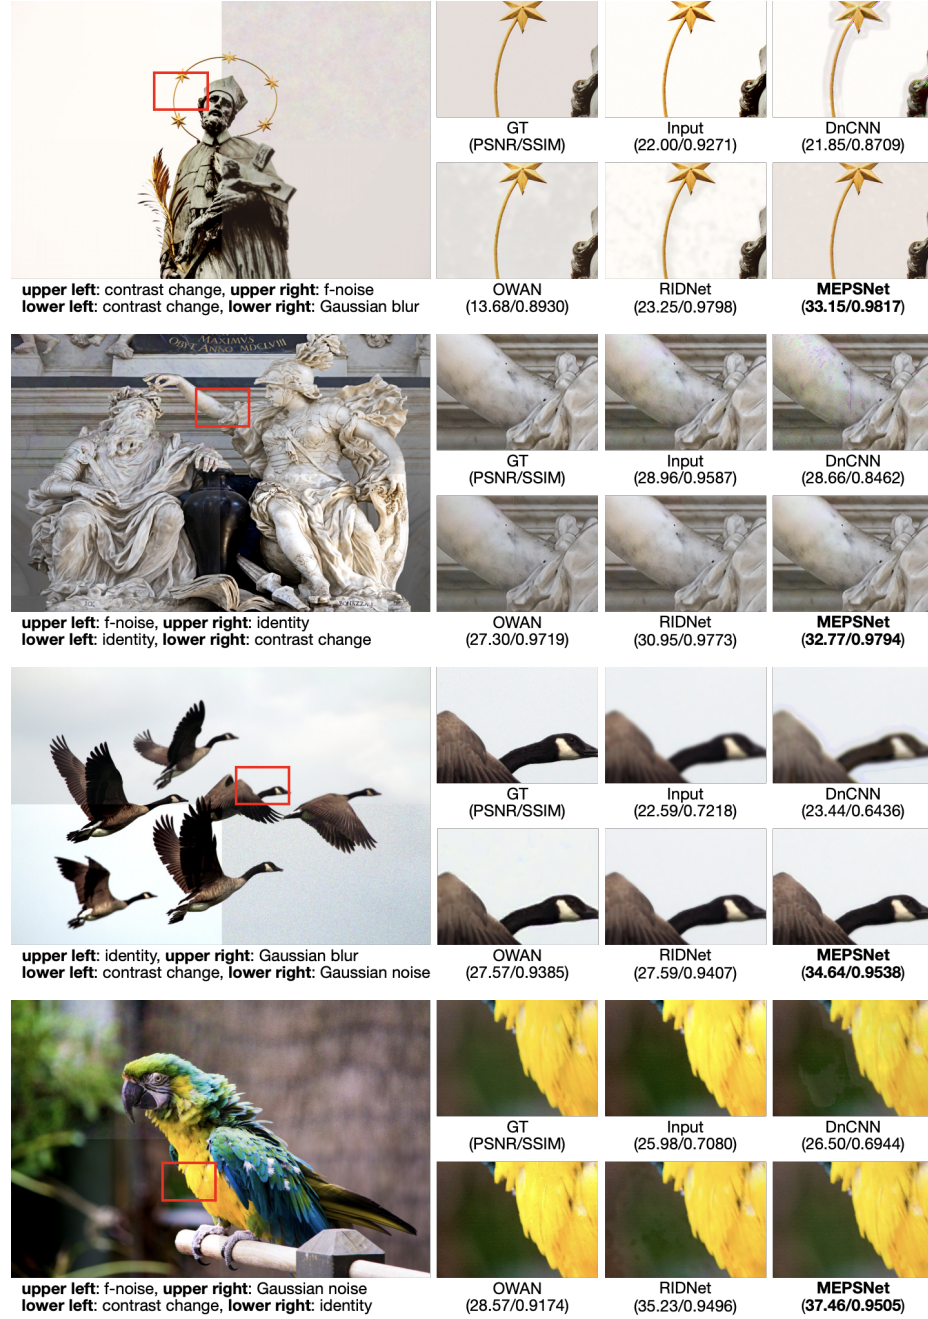 GT
(PSNR/SSIM)
Input
(22.00/0.9271)
DnCNN
(21.85/0.8709)
OWAN
(13.68/0.8930)
RIDNet
(23.25/0.9798)
MEPSNet
(33.15/0.9817)
upper left: contrast change, upper right: f-noise
lower left: contrast change, lower right: Gaussian blur
MAXIMVS
OBYT ANNO MDCLVIII
GT
(PSNR/SSIM)
Input
(28.96/0.9587)
DnCNN
(28.66/0.8462)
OWAN
(27.30/0.9719)
RIDNet
(30.95/0.9773)
MEPSNet
(32.77/0.9794)
upper left: f-noise, upper right: identity
lower left: identity, lower right: contrast change
GT
(PSNR/SSIM)
Input
(22.59/0.7218)
DnCNN
(23.44/0.6436)
OWAN
(27.57/0.9385)
RIDNet
(27.59/0.9407)
MEPSNet
(34.64/0.9538)
upper left: identity, upper right: Gaussian blur
lower left: contrast change, lower right: Gaussian noise
GT
(PSNR/SSIM)
Input
(25.98/0.7080)
DnCNN
(26.50/0.6944)
OWAN
(28.57/0.9174)
RIDNet
(35.23/0.9496)
MEPSNet
(37.46/0.9505)
upper left: f-noise, upper right: Gaussian noise
lower left: contrast change, lower right: identity